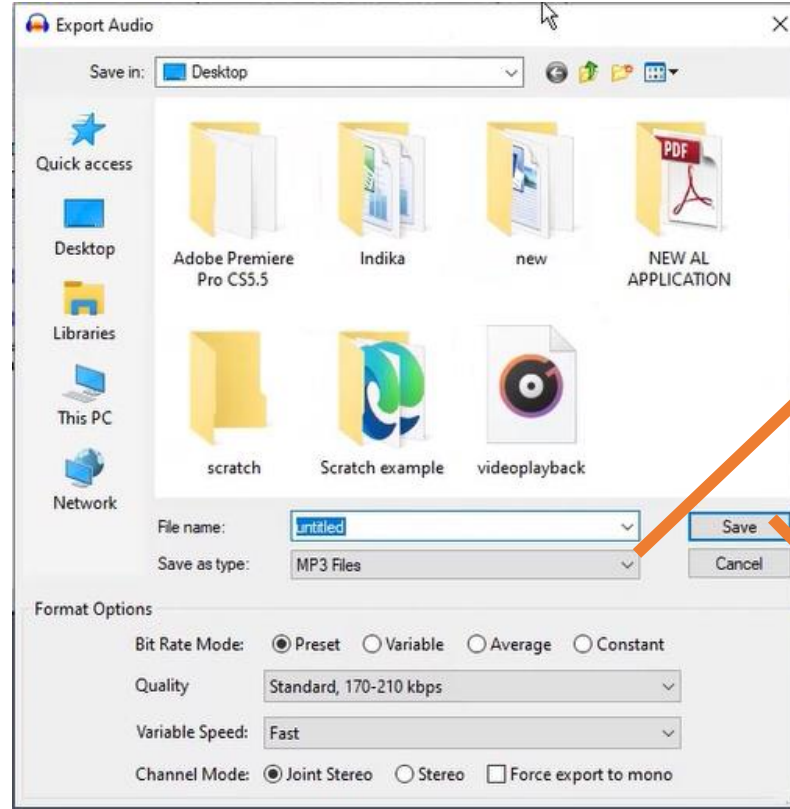 Export Audio
Save in: Desktop
Quick access
Desktop
Libraries
This PC
Network
Adobe Premiere
Pro CS5.5
Indika
new
PDF
NEW AL
APPLICATION
scratch
Scratch example
videoplayback
File name: untitled Save
Save as type: MP3 Files Cancel
Format Options
Bit Rate Mode: Preset Variable Average Constant
Quality Standard, 170-210 kbps
Variable Speed: Fast
Channel Mode: Joint Stereo Stereo Force export to mono